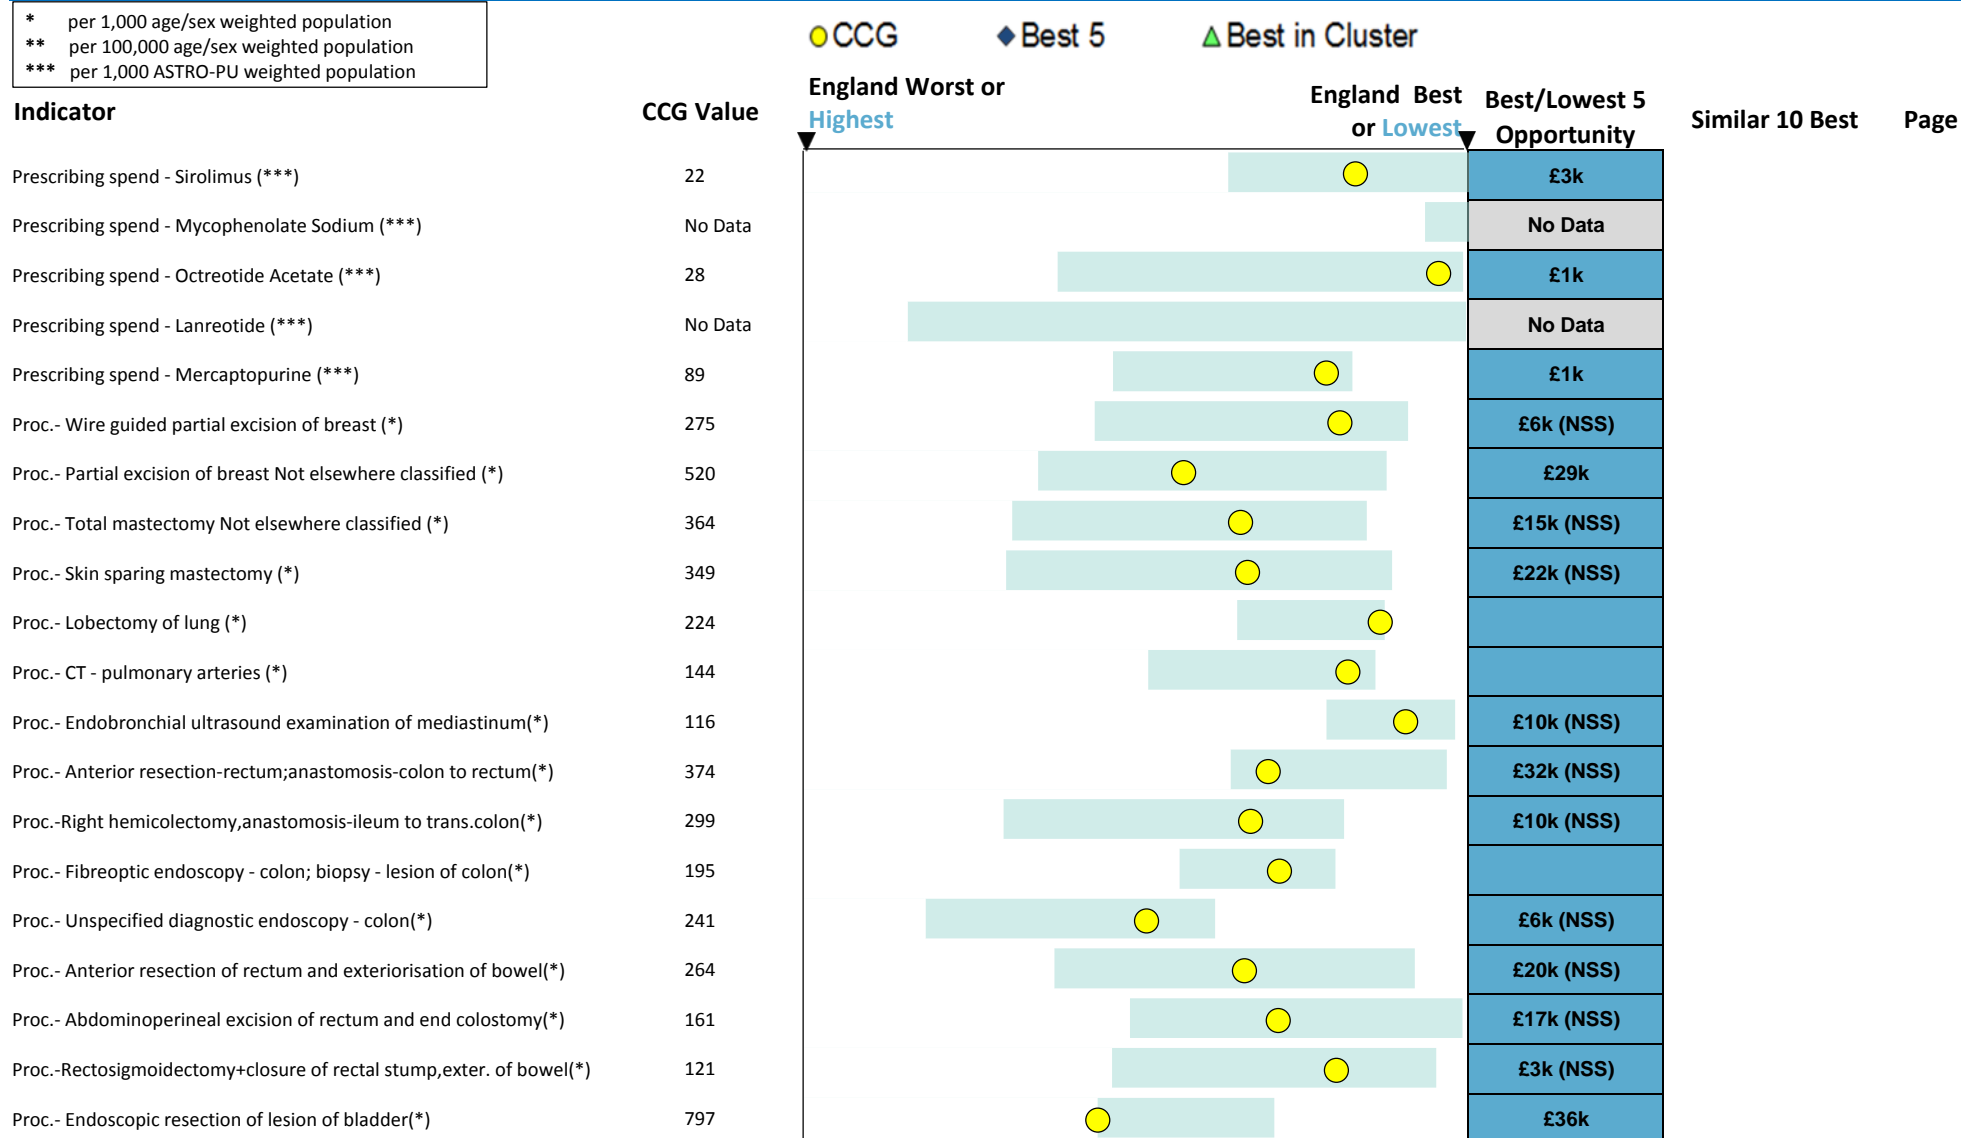 * per 1,000 age/sex weighted population
** per 100,000 age/sex weighted population
*** per 1,000 ASTRO-PU weighted population
CCG Best 5 Best in Cluster
Indicator CCG Value England Worst or Highest England Best or Lowest Best/Lowest 5 Opportunity Similar 10 Best Page
Prescribing spend - Sirolimus (***) 22 £3k
Prescribing spend - Mycophenolate Sodium (***) No Data No Data
Prescribing spend - Octreotide Acetate (***) 28 £1k
Prescribing spend - Lanreotide (***) No Data No Data
Prescribing spend - Mercaptopurine (***) 89 £1k
Proc.- Wire guided partial excision of breast (*) 275 £6k (NSS)
Proc.- Partial excision of breast Not elsewhere classified (*) 520 £29k
Proc.- Total mastectomy Not elsewhere classified (*) 364 £15k (NSS)
Proc.- Skin sparing mastectomy (*) 349 £22k (NSS)
Proc.- Lobectomy of lung (*) 224
Proc.- CT - pulmonary arteries (*) 144
Proc.- Endobronchial ultrasound examination of mediastinum(*) 116 £10k (NSS)
Proc.- Anterior resection-rectum;anastomosis-colon to rectum(*) 374 £32k (NSS)
Proc.-Right hemicolectomy,anastomosis-ileum to trans.colon(*) 299 £10k (NSS)
Proc.- Fibreoptic endoscopy - colon; biopsy - lesion of colon(*) 195
Proc.- Unspecified diagnostic endoscopy - colon(*) 241 £6k (NSS)
Proc.- Anterior resection of rectum and exteriorisation of bowel(*) 264 £20k (NSS)
Proc.- Abdominoperineal excision of rectum and end colostomy(*) 161 £17k (NSS)
Proc.-Rectosigmoidectomy+closure of rectal stump,exter. of bowel(*) 121 £3k (NSS)
Proc.- Endoscopic resection of lesion of bladder(*) 797 £36k